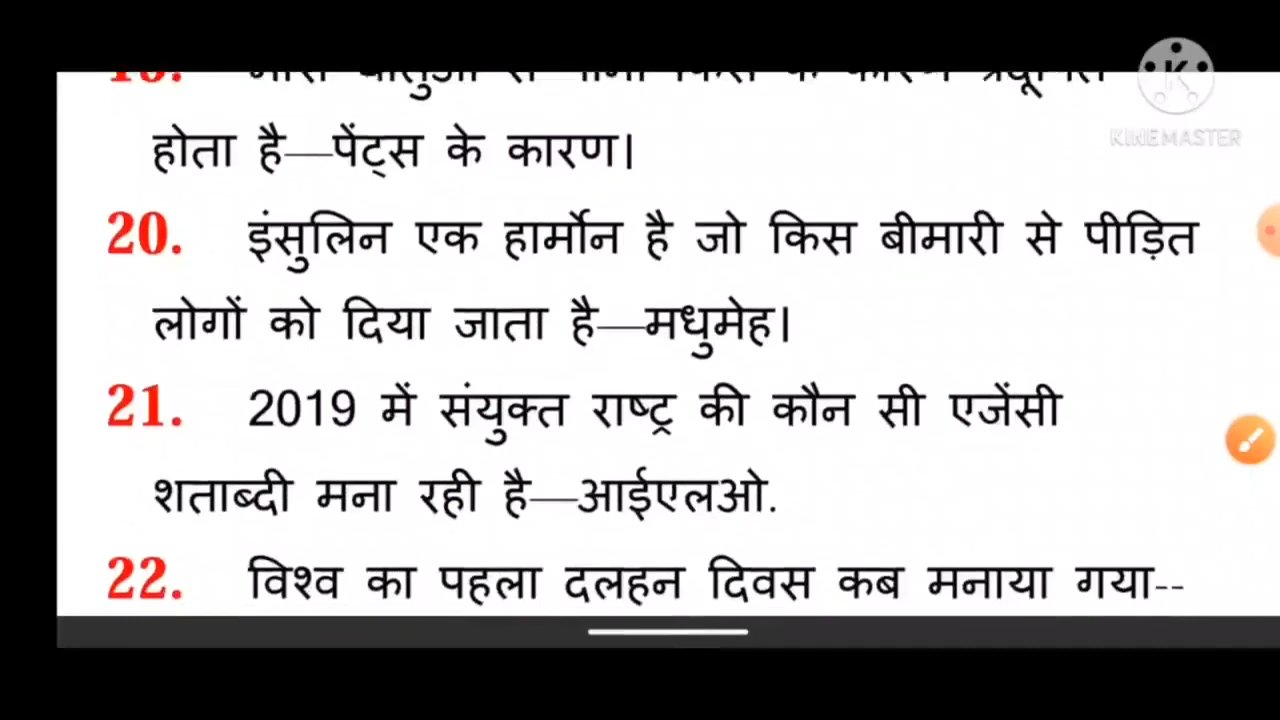 19.
KINEMASTER
होता है—पेंट्स के कारण।
20. इंसुलिन एक हार्मोन है जो किस बीमारी से पीड़ित
लोगों को दिया जाता है—मधुमेह।
21. 2019 में संयुक्त राष्ट्र की कौन सी एजेंसी
शताब्दी मना रही है—आईएलओ.
22. विश्व का पहला दलहन दिवस कब मनाया गया--